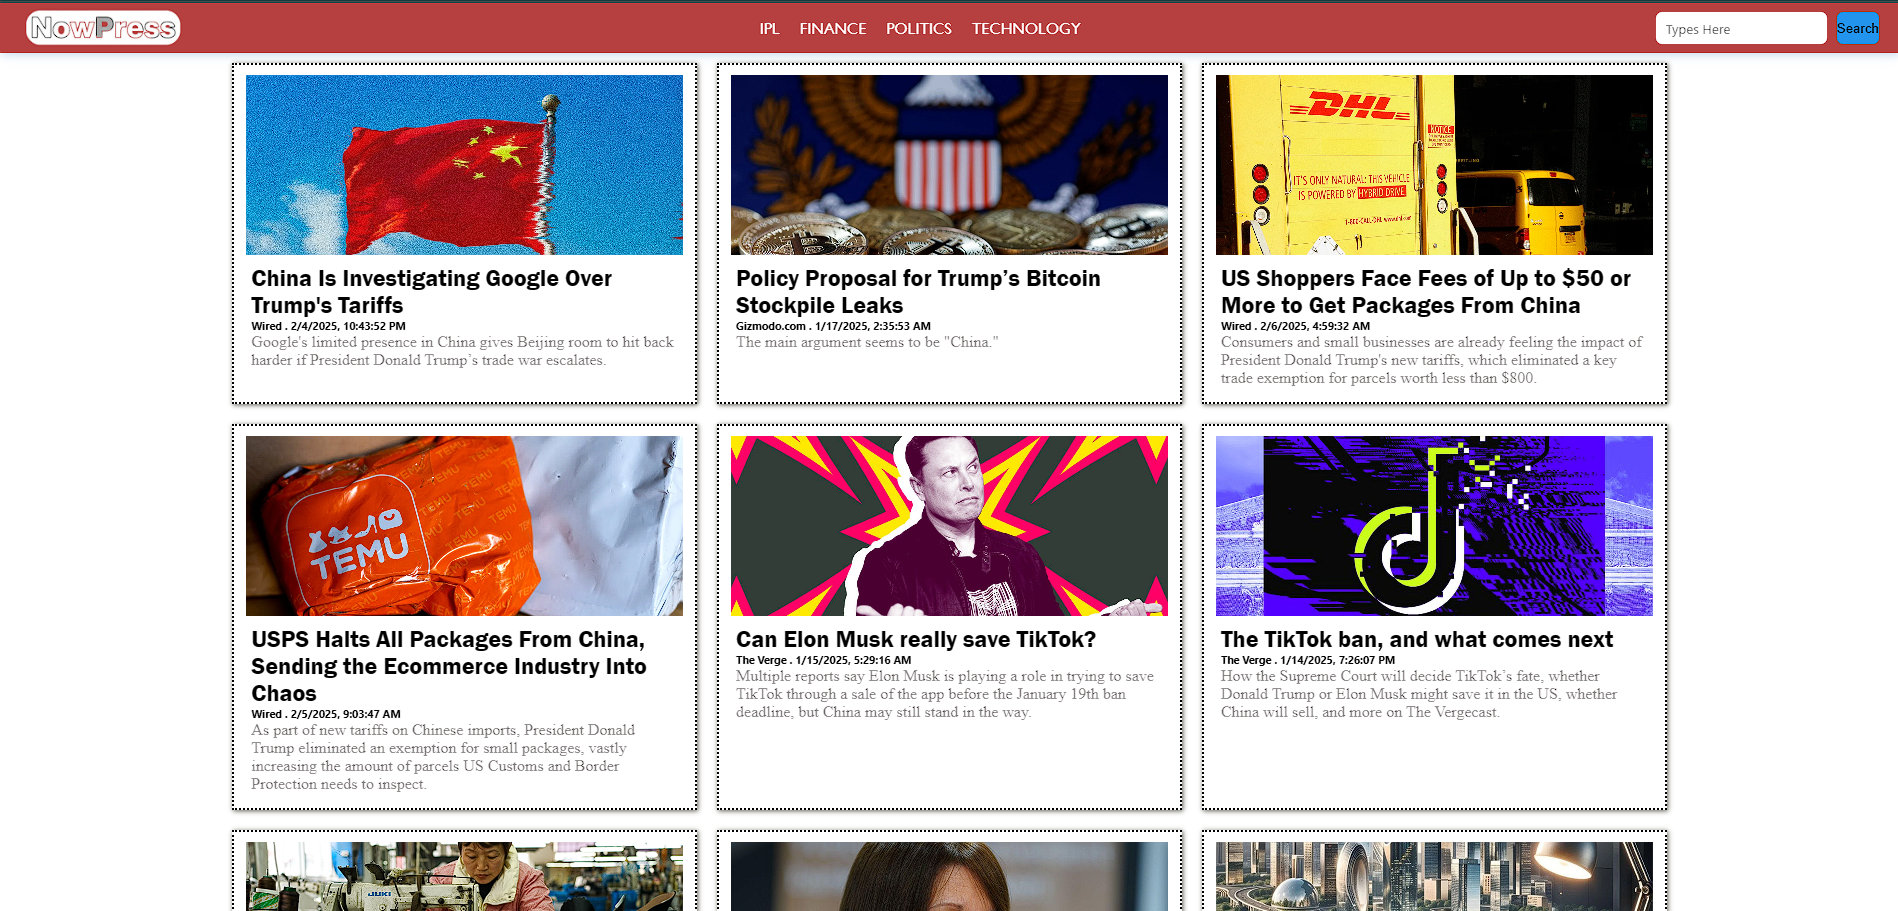 NowPress
IPL FINANCE POLITICS TECHNOLOGY
Types Here
Search
DHL
NOTICE
IT'S ONLY NATURAL: THIS VEHICLE
IS POWERED BY HYBRID DRIVE
1-800-CALL-DHL www.dhl.com
China Is Investigating Google Over
Trump's Tariffs
Wired . 2/4/2025, 10:43:52 PM
Google's limited presence in China gives Beijing room to hit back
harder if President Donald Trump’s trade war escalates.
Policy Proposal for Trump’s Bitcoin
Stockpile Leaks
Gizmodo.com . 1/17/2025, 2:35:53 AM
The main argument seems to be "China."
US Shoppers Face Fees of Up to $50 or
More to Get Packages From China
Wired . 2/6/2025, 4:59:32 AM
Consumers and small businesses are already feeling the impact of
President Donald Trump's new tariffs, which eliminated a key
trade exemption for parcels worth less than $800.
TEMU
TEMU
TEMU
TEMU
USPS Halts All Packages From China,
Sending the Ecommerce Industry Into
Chaos
Wired . 2/5/2025, 9:03:47 AM
As part of new tariffs on Chinese imports, President Donald
Trump eliminated an exemption for small packages, vastly
increasing the amount of parcels US Customs and Border
Protection needs to inspect.
Can Elon Musk really save TikTok?
The Verge . 1/15/2025, 5:29:16 AM
Multiple reports say Elon Musk is playing a role in trying to save
TikTok through a sale of the app before the January 19th ban
deadline, but China may still stand in the way.
The TikTok ban, and what comes next
The Verge . 1/14/2025, 7:26:07 PM
How the Supreme Court will decide TikTok’s fate, whether
Donald Trump or Elon Musk might save it in the US, whether
China will sell, and more on The Vergecast.
JUKI